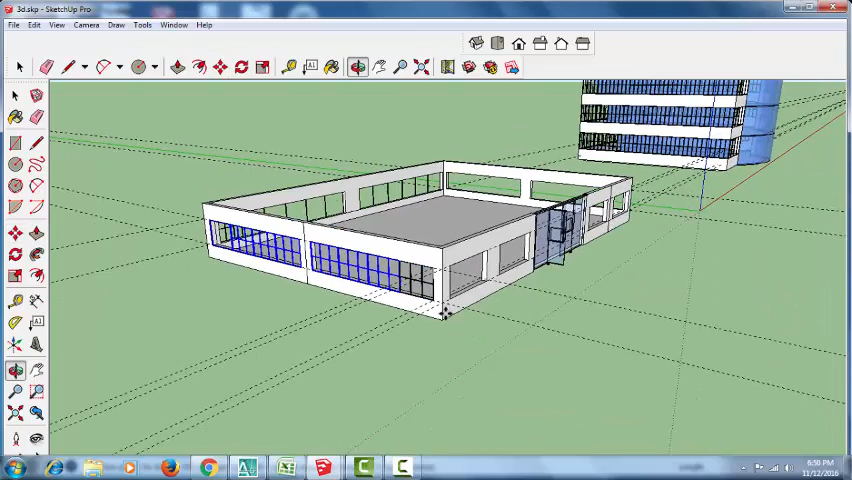 3d.skp - SketchUp Pro
File Edit View Camera Draw Tools Window Help
6:50 PM
11/12/2016